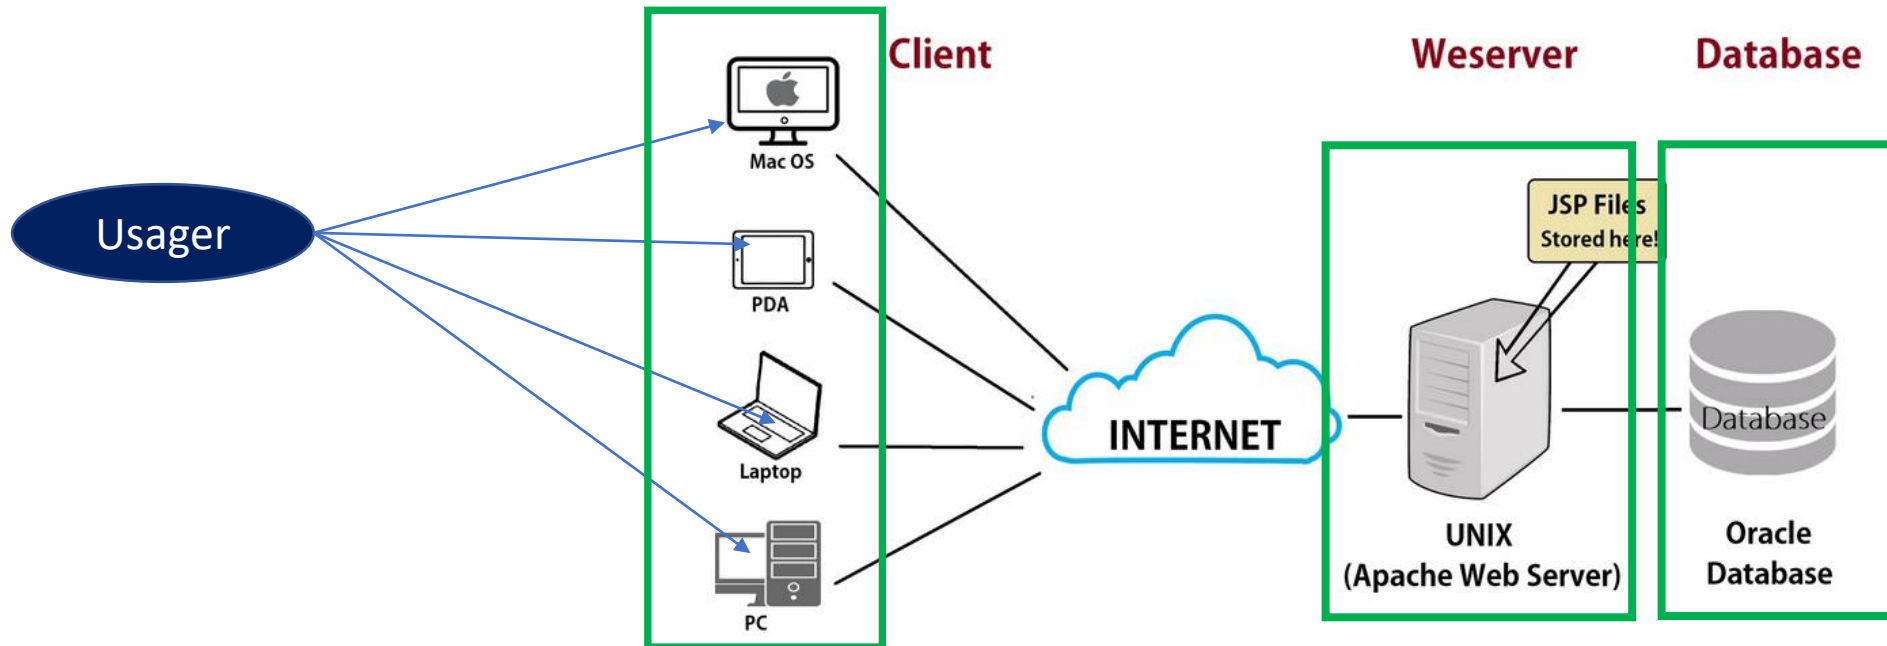 Client
Weserver
Database
Mac OS
JSP Files
Stored here!
Usager
PDA
Database
INTERNET
Laptop
UNIX
(Apache Web Server)
Oracle
Database
PC